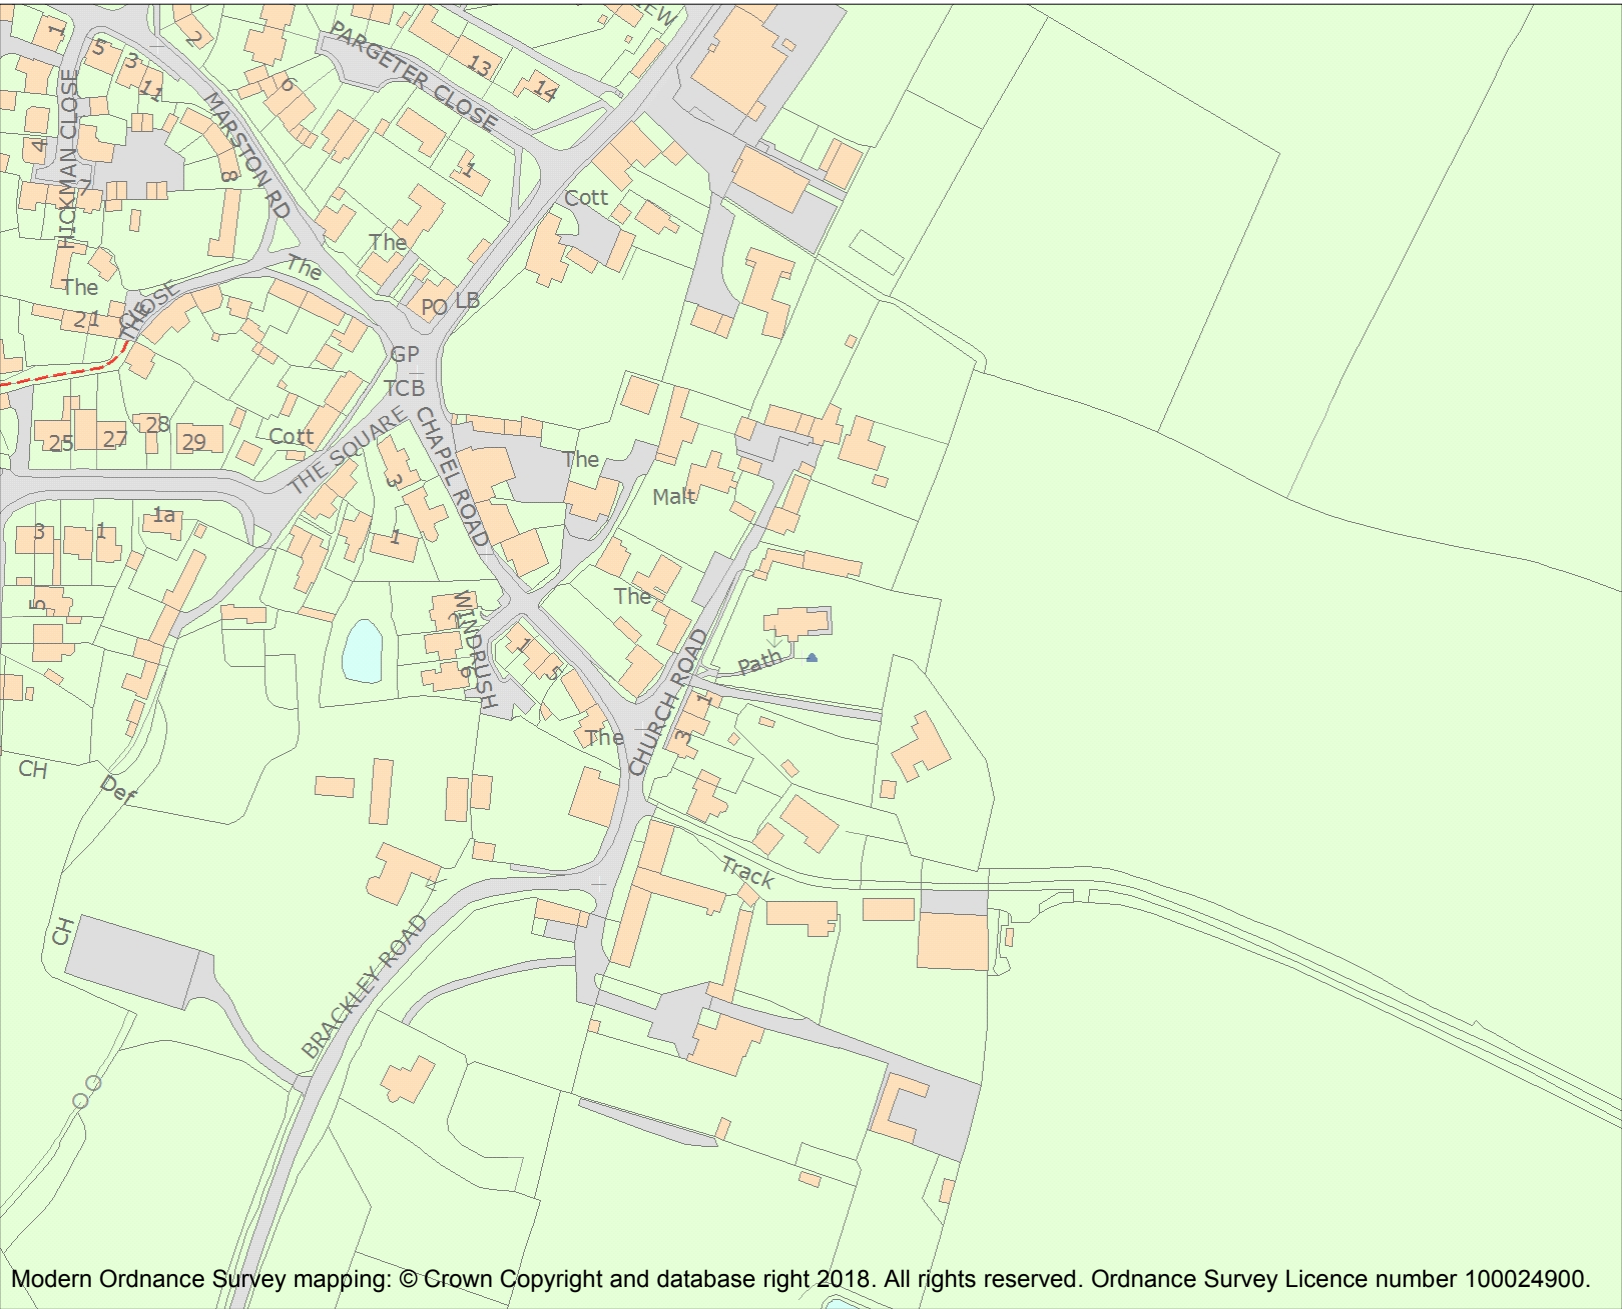 IEW
1
5
2
PARGETER CLOSE
3
13
11
6
14
HICKMAN CLOSE
MARSTON RD
4
1
8
7
Cott
The
The
The
THE
CLOSE
PO
LB
21
GP
TCB
28
25
27
29
Cott
THE SQUARE
CHAPEL ROAD
The
3
Malt
1a
3
1
1
5
The
WINDRUSH
2
1
5
6
Path
CHURCH ROAD
1
3
The
CH
Def
Track
CH
BRACKLEY ROAD
Modern Ordnance Survey mapping: © Crown Copyright and database right 2018. All rights reserved. Ordnance Survey Licence number 100024900.